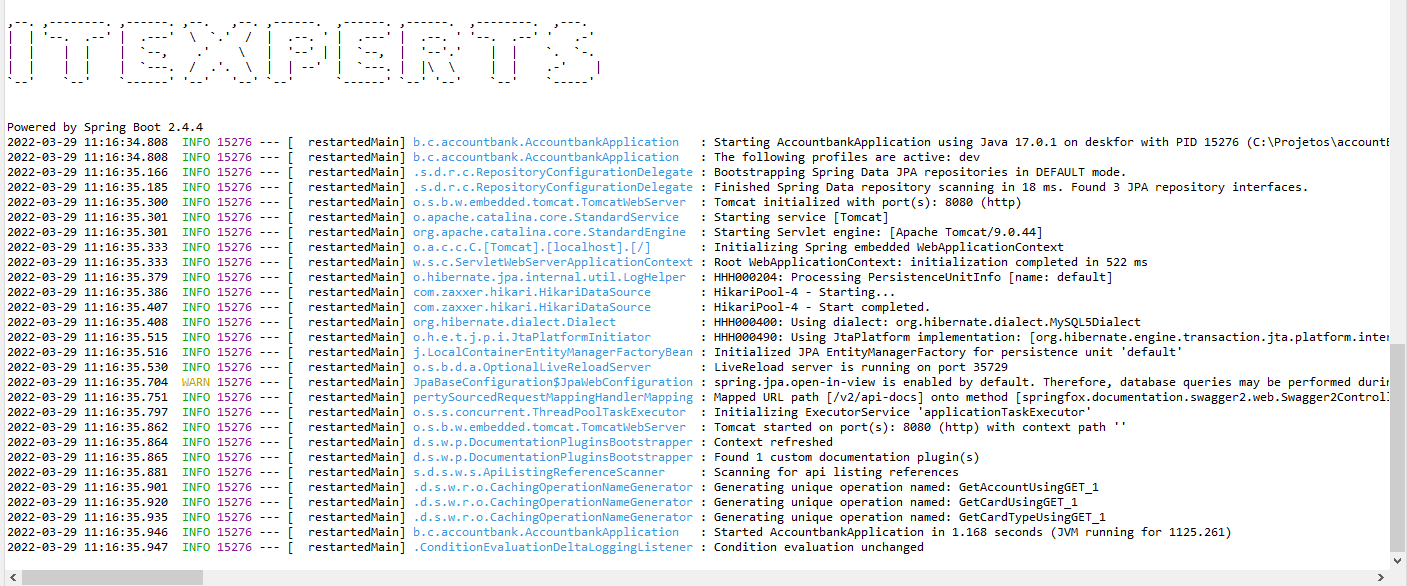 ITEXPERTS
Powered by Spring Boot 2.4.4
2022-03-29 11:16:34.808  INFO 15276 --- [  restartedMain] b.c.accountbank.AccountbankApplication   : Starting AccountbankApplication using Java 17.0.1 on deskfor with PID 15276 (C:\Projetos\accountB
2022-03-29 11:16:34.808  INFO 15276 --- [  restartedMain] b.c.accountbank.AccountbankApplication   : The following profiles are active: dev
2022-03-29 11:16:35.166  INFO 15276 --- [  restartedMain] .s.d.r.c.RepositoryConfigurationDelegate : Bootstrapping Spring Data JPA repositories in DEFAULT mode.
2022-03-29 11:16:35.185  INFO 15276 --- [  restartedMain] .s.d.r.c.RepositoryConfigurationDelegate : Finished Spring Data repository scanning in 18 ms. Found 3 JPA repository interfaces.
2022-03-29 11:16:35.300  INFO 15276 --- [  restartedMain] o.s.b.w.embedded.tomcat.TomcatWebServer  : Tomcat initialized with port(s): 8080 (http)
2022-03-29 11:16:35.301  INFO 15276 --- [  restartedMain] o.apache.catalina.core.StandardService   : Starting service [Tomcat]
2022-03-29 11:16:35.301  INFO 15276 --- [  restartedMain] org.apache.catalina.core.StandardEngine  : Starting Servlet engine: [Apache Tomcat/9.0.44]
2022-03-29 11:16:35.333  INFO 15276 --- [  restartedMain] o.a.c.c.C.[Tomcat].[localhost].[/]       : Initializing Spring embedded WebApplicationContext
2022-03-29 11:16:35.333  INFO 15276 --- [  restartedMain] w.s.c.ServletWebServerApplicationContext : Root WebApplicationContext: initialization completed in 522 ms
2022-03-29 11:16:35.379  INFO 15276 --- [  restartedMain] o.hibernate.jpa.internal.util.LogHelper  : HHH000204: Processing PersistenceUnitInfo [name: default]
2022-03-29 11:16:35.386  INFO 15276 --- [  restartedMain] com.zaxxer.hikari.HikariDataSource       : HikariPool-4 - Starting...
2022-03-29 11:16:35.407  INFO 15276 --- [  restartedMain] com.zaxxer.hikari.HikariDataSource       : HikariPool-4 - Start completed.
2022-03-29 11:16:35.408  INFO 15276 --- [  restartedMain] org.hibernate.dialect.Dialect            : HHH000400: Using dialect: org.hibernate.dialect.MySQL5Dialect
2022-03-29 11:16:35.515  INFO 15276 --- [  restartedMain] o.h.e.t.j.p.i.JtaPlatformInitiator       : HHH000490: Using JtaPlatform implementation: [org.hibernate.engine.transaction.jta.platform.inter
2022-03-29 11:16:35.516  INFO 15276 --- [  restartedMain] j.LocalContainerEntityManagerFactoryBean : Initialized JPA EntityManagerFactory for persistence unit 'default'
2022-03-29 11:16:35.530  INFO 15276 --- [  restartedMain] o.s.b.d.a.OptionalLiveReloadServer       : LiveReload server is running on port 35729
2022-03-29 11:16:35.704  WARN 15276 --- [  restartedMain] JpaBaseConfiguration$JpaWebConfiguration : spring.jpa.open-in-view is enabled by default. Therefore, database queries may be performed durin
2022-03-29 11:16:35.751  INFO 15276 --- [  restartedMain] pertySourcedRequestMappingHandlerMapping : Mapped URL path [/v2/api-docs] onto method [springfox.documentation.swagger2.web.Swagger2Control
2022-03-29 11:16:35.797  INFO 15276 --- [  restartedMain] o.s.s.concurrent.ThreadPoolTaskExecutor  : Initializing ExecutorService 'applicationTaskExecutor'
2022-03-29 11:16:35.862  INFO 15276 --- [  restartedMain] o.s.b.w.embedded.tomcat.TomcatWebServer  : Tomcat started on port(s): 8080 (http) with context path ''
2022-03-29 11:16:35.864  INFO 15276 --- [  restartedMain] d.s.w.p.DocumentationPluginsBootstrapper : Context refreshed
2022-03-29 11:16:35.865  INFO 15276 --- [  restartedMain] d.s.w.p.DocumentationPluginsBootstrapper : Found 1 custom documentation plugin(s)
2022-03-29 11:16:35.881  INFO 15276 --- [  restartedMain] s.d.s.w.s.ApiListingReferenceScanner     : Scanning for api listing references
2022-03-29 11:16:35.901  INFO 15276 --- [  restartedMain] .d.s.w.r.o.CachingOperationNameGenerator : Generating unique operation named: GetAccountUsingGET_1
2022-03-29 11:16:35.920  INFO 15276 --- [  restartedMain] .d.s.w.r.o.CachingOperationNameGenerator : Generating unique operation named: GetCardUsingGET_1
2022-03-29 11:16:35.935  INFO 15276 --- [  restartedMain] .d.s.w.r.o.CachingOperationNameGenerator : Generating unique operation named: GetCardTypeUsingGET_1
2022-03-29 11:16:35.946  INFO 15276 --- [  restartedMain] b.c.accountbank.AccountbankApplication   : Started AccountbankApplication in 1.168 seconds (JVM running for 1125.261)
2022-03-29 11:16:35.947  INFO 15276 --- [  restartedMain] .ConditionEvaluationDeltaLoggingListener : Condition evaluation unchanged